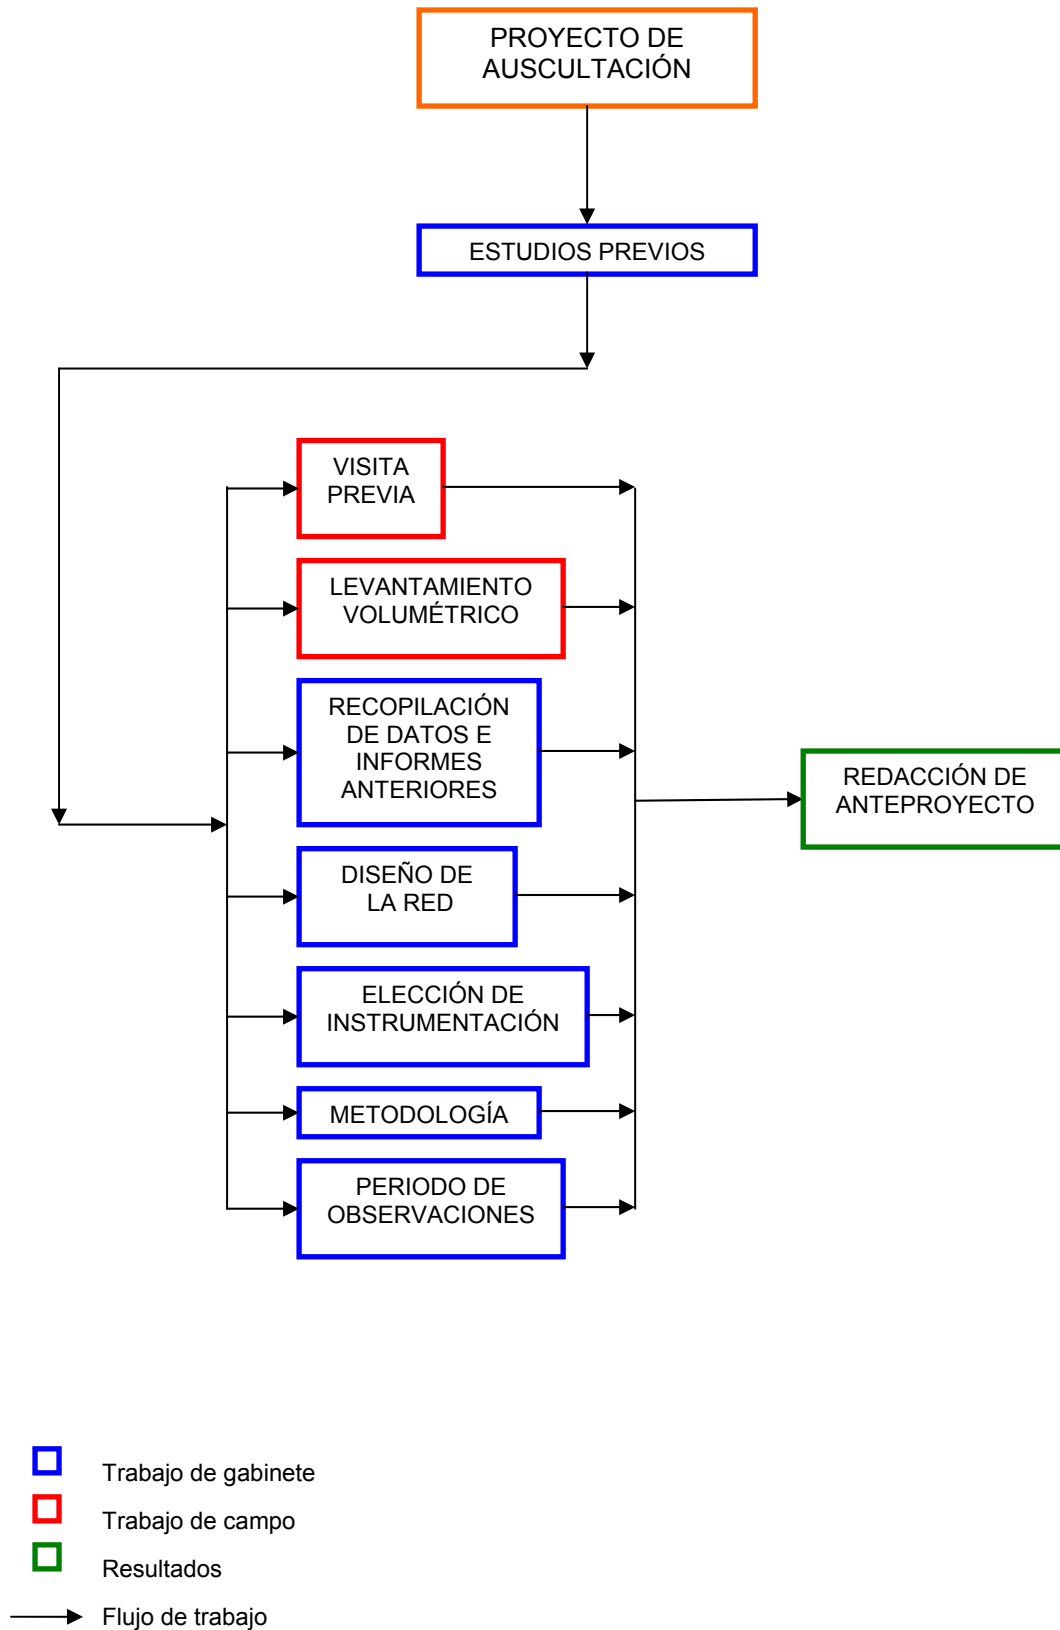 PROYECTO DE
AUSCULTACIÓN
ESTUDIOS PREVIOS
VISITA
PREVIA
LEVANTAMIENTO
VOLUMÉTRICO
RECOPILACIÓN
DE DATOS E
INFORMES
ANTERIORES
REDACCIÓN DE
ANTEPROYECTO
DISEÑO DE
LA RED
ELECCIÓN DE
INSTRUMENTACIÓN
METODOLOGÍA
PERIODO DE
OBSERVACIONES
Trabajo de gabinete
Trabajo de campo
Resultados
Flujo de trabajo